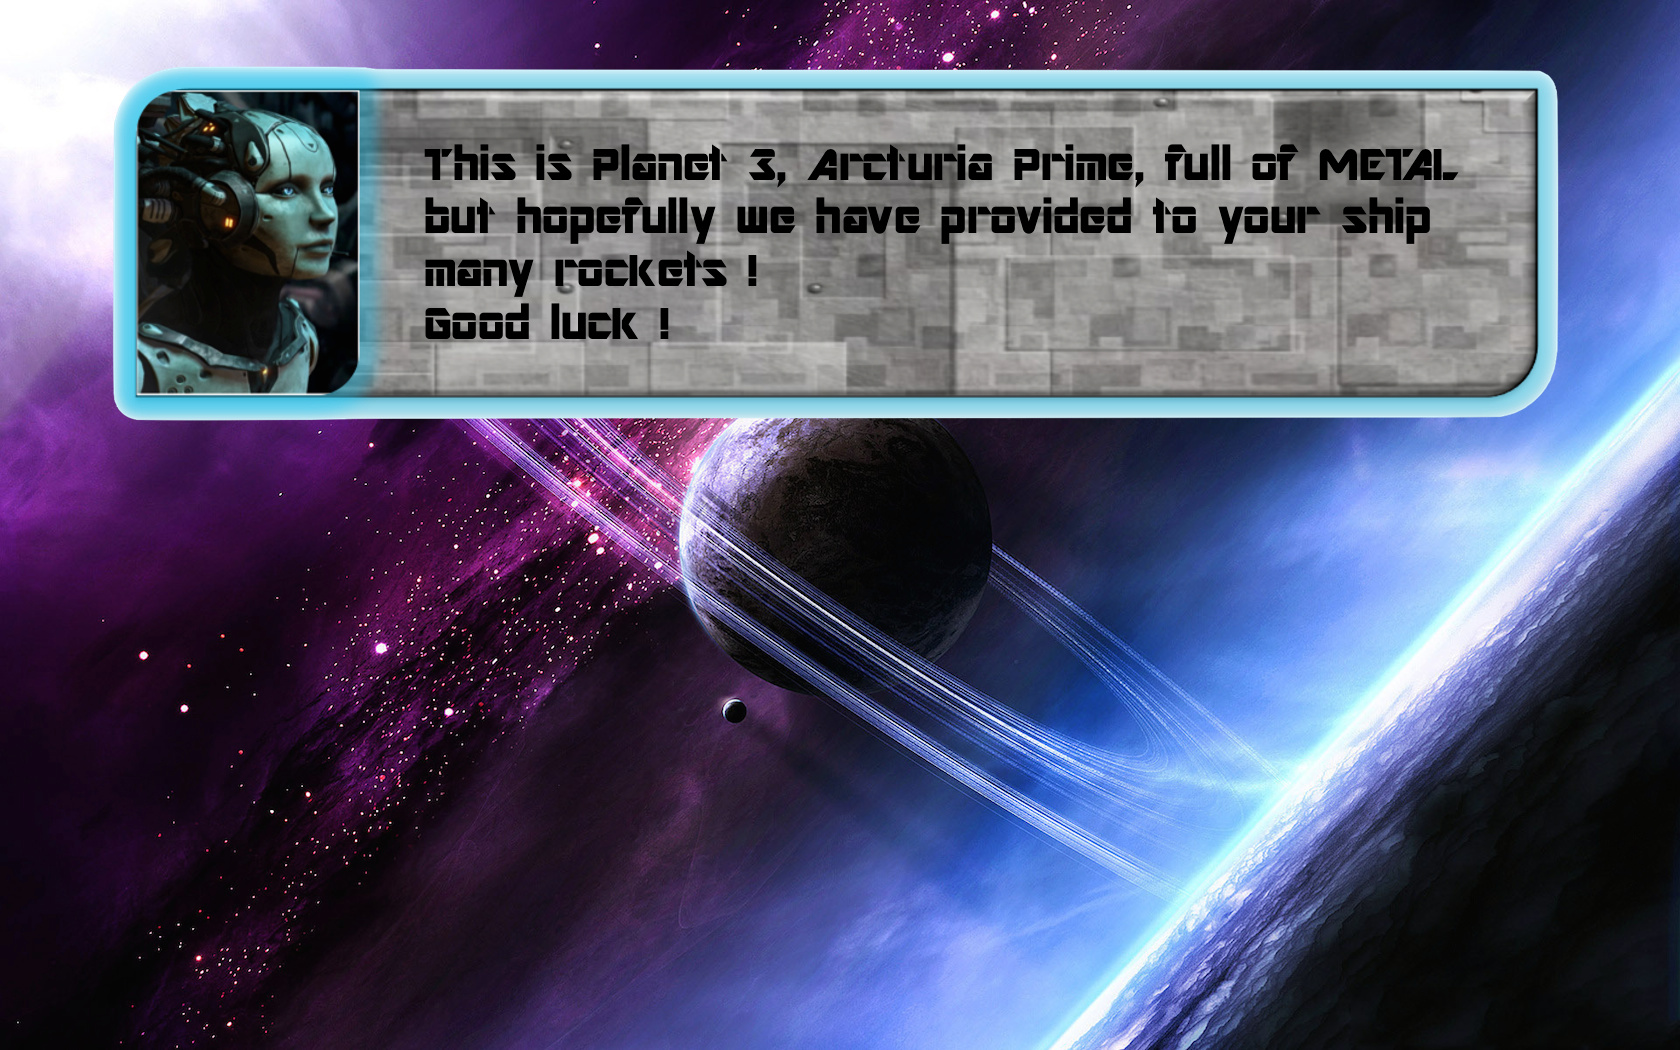 This is Planet 3, Arcturia Prime, full of METAL
but hopefully we have provided to your ship
many rockets !
Good luck !